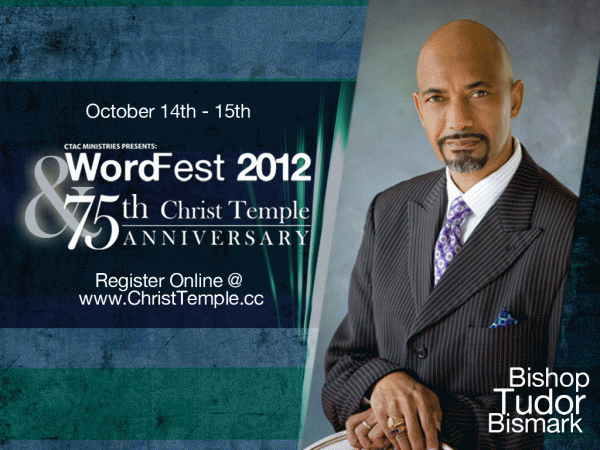 October 14th - 15th
CTAC MINISTRIES PRESENTS:
WordFest 2012
& 75th Christ Temple
ANNIVERSARY
Register Online @
www.ChristTemple.cc
Bishop
Tudor
Bismark